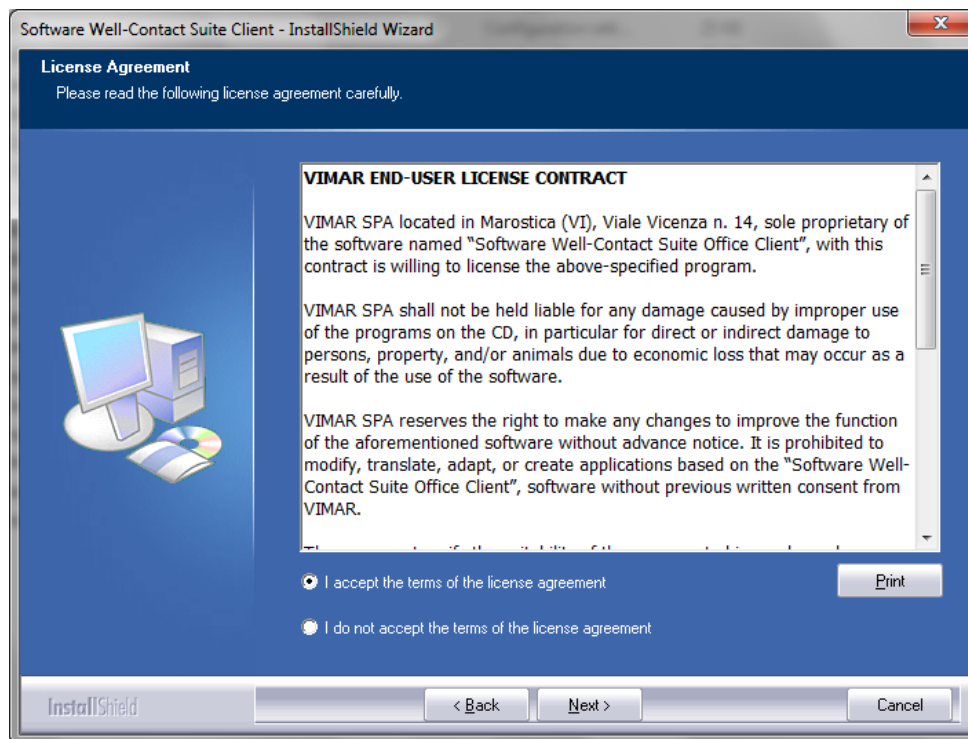 Software Well-Contact Suite Client - InstallShield Wizard
License Agreement
Please read the following license agreement carefully.
VIMAR END-USER LICENSE CONTRACT
VIMAR SPA located in Marostica (VI), Viale Vicenza n. 14, sole proprietary of
the software named “Software Well-Contact Suite Office Client”, with this
contract is willing to license the above-specified program.
VIMAR SPA shall not be held liable for any damage caused by improper use
of the programs on the CD, in particular for direct or indirect damage to
persons, property, and/or animals due to economic loss that may occur as a
result of the use of the software.
VIMAR SPA reserves the right to make any changes to improve the function
of the aforementioned software without advance notice. It is prohibited to
modify, translate, adapt, or create applications based on the “Software Well-
Contact Suite Office Client”, software without previous written consent from
VIMAR.
I accept the terms of the license agreement
Print
I do not accept the terms of the license agreement
InstallShield
< Back
Next >
Cancel